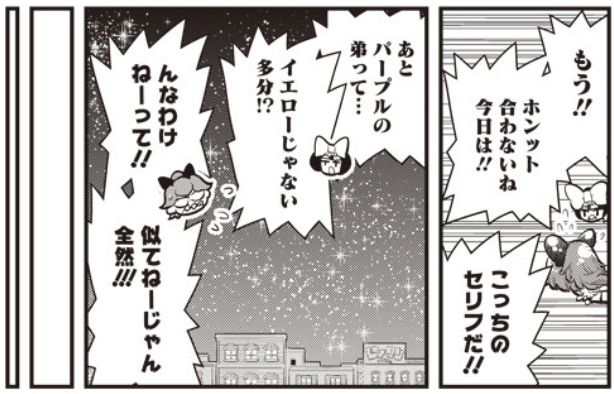 もう!!
ホンット
合わないね
今日は!!
こっちの
セリフだ!!
あと
パープルの
弟って…
イエローじゃない
多分!?
んなわけ
ねーって!!
似てねーじゃん
全然!!!